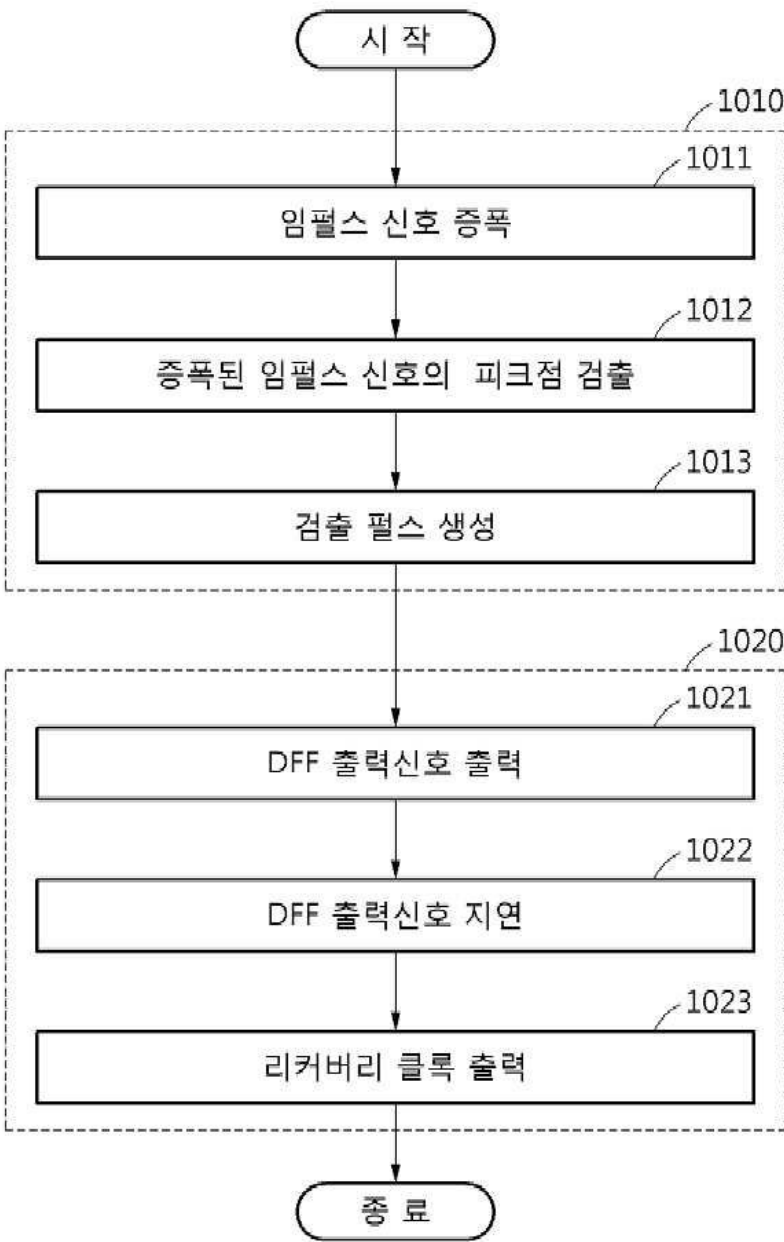 시 작
1010
1011
임펄스 신호 증폭
1012
증폭된 임펄스 신호의 피크점 검출
1013
검출 펄스 생성
1020
1021
DFF 출력신호 출력
1022
DFF 출력신호 지연
1023
리커버리 클록 출력
종 료